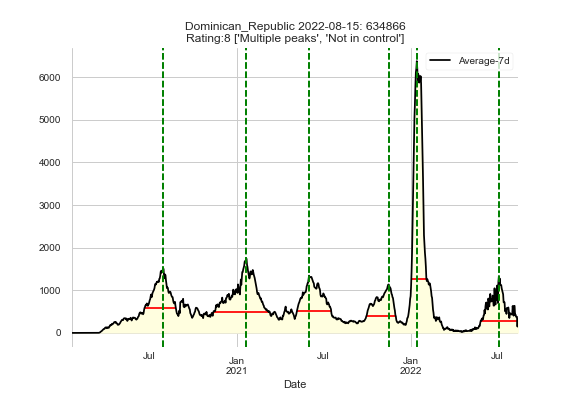 Dominican_Republic 2022-08-15: 634866
Rating:8 ['Multiple peaks', 'Not in control']
Average-7d
6000
5000
4000
3000
2000
1000
0
Jul
Jan
2021
Jul
Jan
2022
Jul
Date